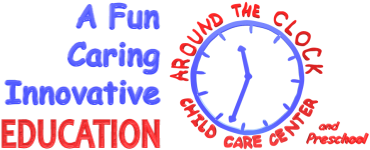 A Fun
Caring
Innovative
EDUCATION
AROUND THE CLOCK
CHILD CARE CENTER
and
Preschool